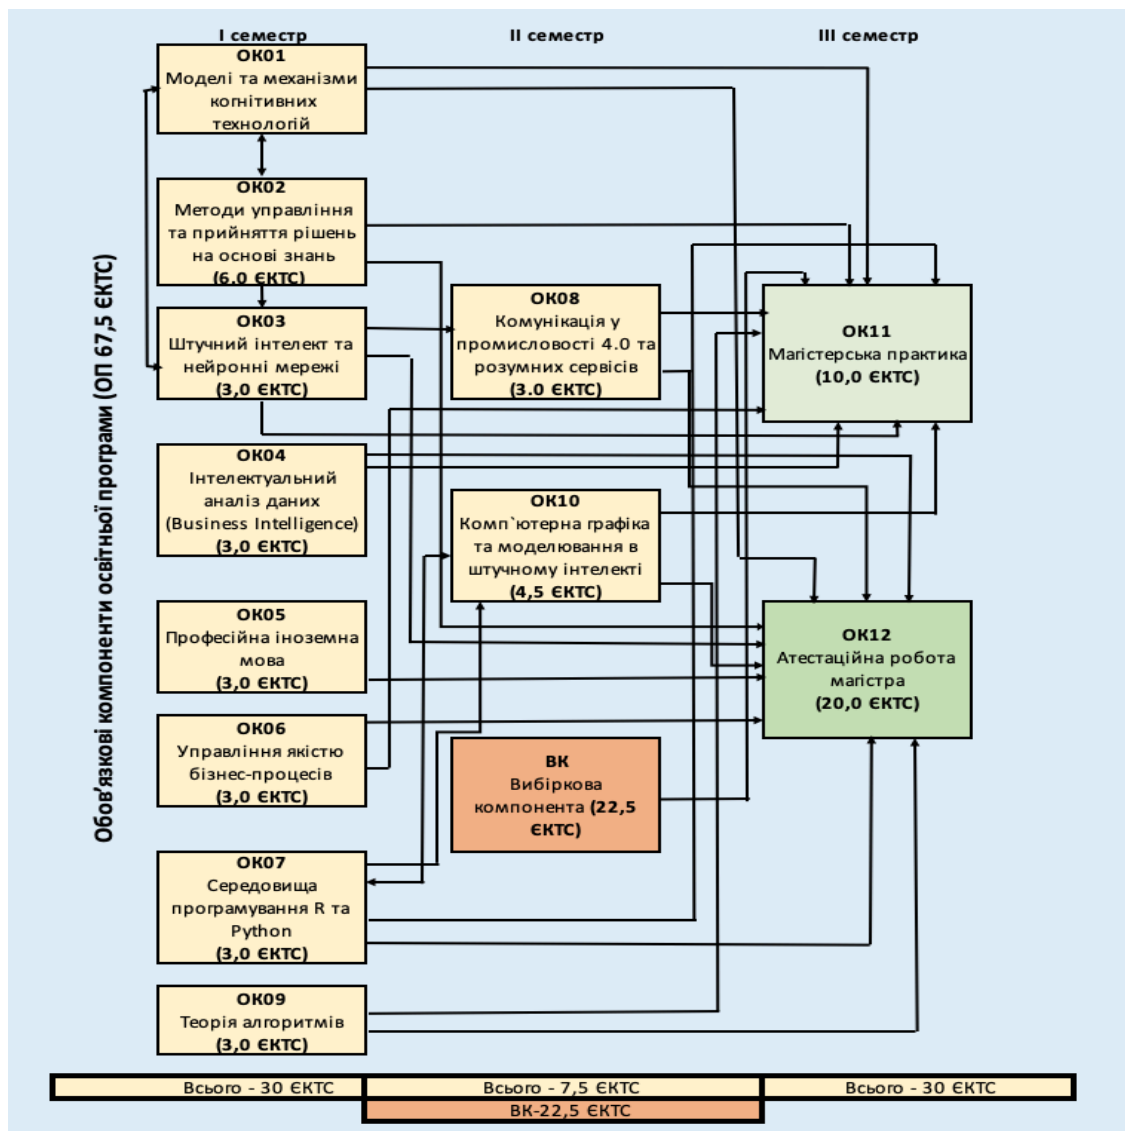 І семестр
ІІ семестр
ІІІ семестр
Обов’язкові компоненти освітньої програми (ОП 67,5 ЄКТС)
ОК01
Моделі та механізми
когнітивних
технологій
ОК02
Методи управління
та прийняття рішень
на основі знань
(6.0 ЄКТС)
ОК03
Штучний інтелект та
нейронні мережі
(3,0 ЄКТС)
ОК04
Інтелектуальний
аналіз даних
(Business Intelligence)
(3,0 ЄКТС)
ОК05
Професійна іноземна
мова
(3,0 ЄКТС)
ОК06
Управління якістю
бізнес-процесів
(3,0 ЄКТС)
ОК07
Середовища
програмування R та
Python
(3,0 ЄКТС)
ОК09
Теорія алгоритмів
(3,0 ЄКТС)
ОК08
Комунікація у
промисловості 4.0 та
розумних сервісів
(3.0 ЄКТС)
ОК10
Комп`ютерна графіка
та моделювання в
штучному інтелекті
(4,5 ЄКТС)
ВК
Вибіркова
компонента (22,5
ЄКТС)
ОК11
Магістерська практика
(10,0 ЄКТС)
ОК12
Атестаційна робота
магістра
(20,0 ЄКТС)
Всього - 30 ЄКТС
Всього - 7,5 ЄКТС
Всього - 30 ЄКТС
ВК-22,5 ЄКТС